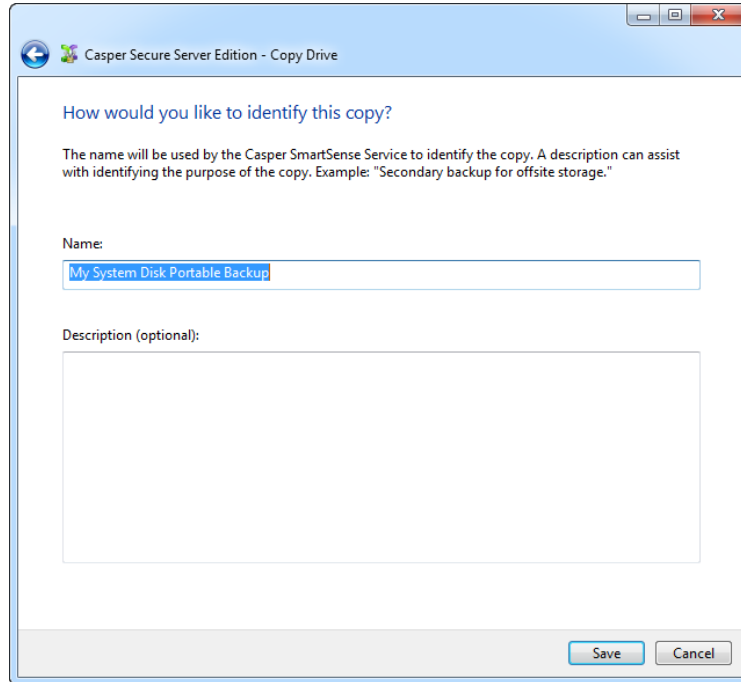 Casper Secure Server Edition - Copy Drive
How would you like to identify this copy?
The name will be used by the Casper SmartSense Service to identify the copy. A description can assist
with identifying the purpose of the copy. Example: "Secondary backup for offsite storage."
Name:
My System Disk Portable Backup
Description (optional):
Save Cancel